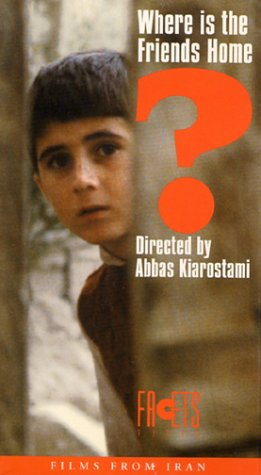 Where is the
Friends Home
?
Directed by
Abbas Kiarostami
FACETS
FILMS FROM IRAN